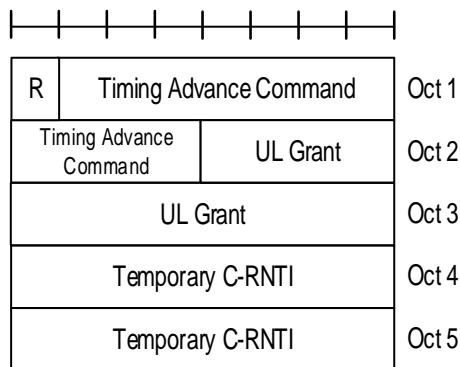 R Timing Advance Command Oct 1
Timing Advance
Command
UL Grant Oct 2
UL Grant Oct 3
Temporary C-RNTI Oct 4
Temporary C-RNTI Oct 5